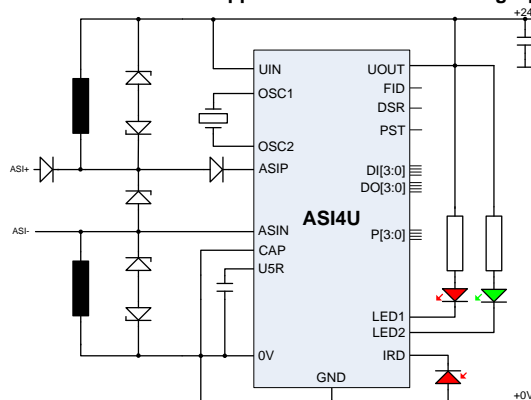 +24
UIN
UOUT
OSC1
FID
DSR
PST
OSC2
ASI+
ASIP
DI[3:0]
DO[3:0]
ASI4U
ASI-
ASIN
P[3:0]
CAP
U5R
LED1
LED2
0V
IRD
GND
+0V